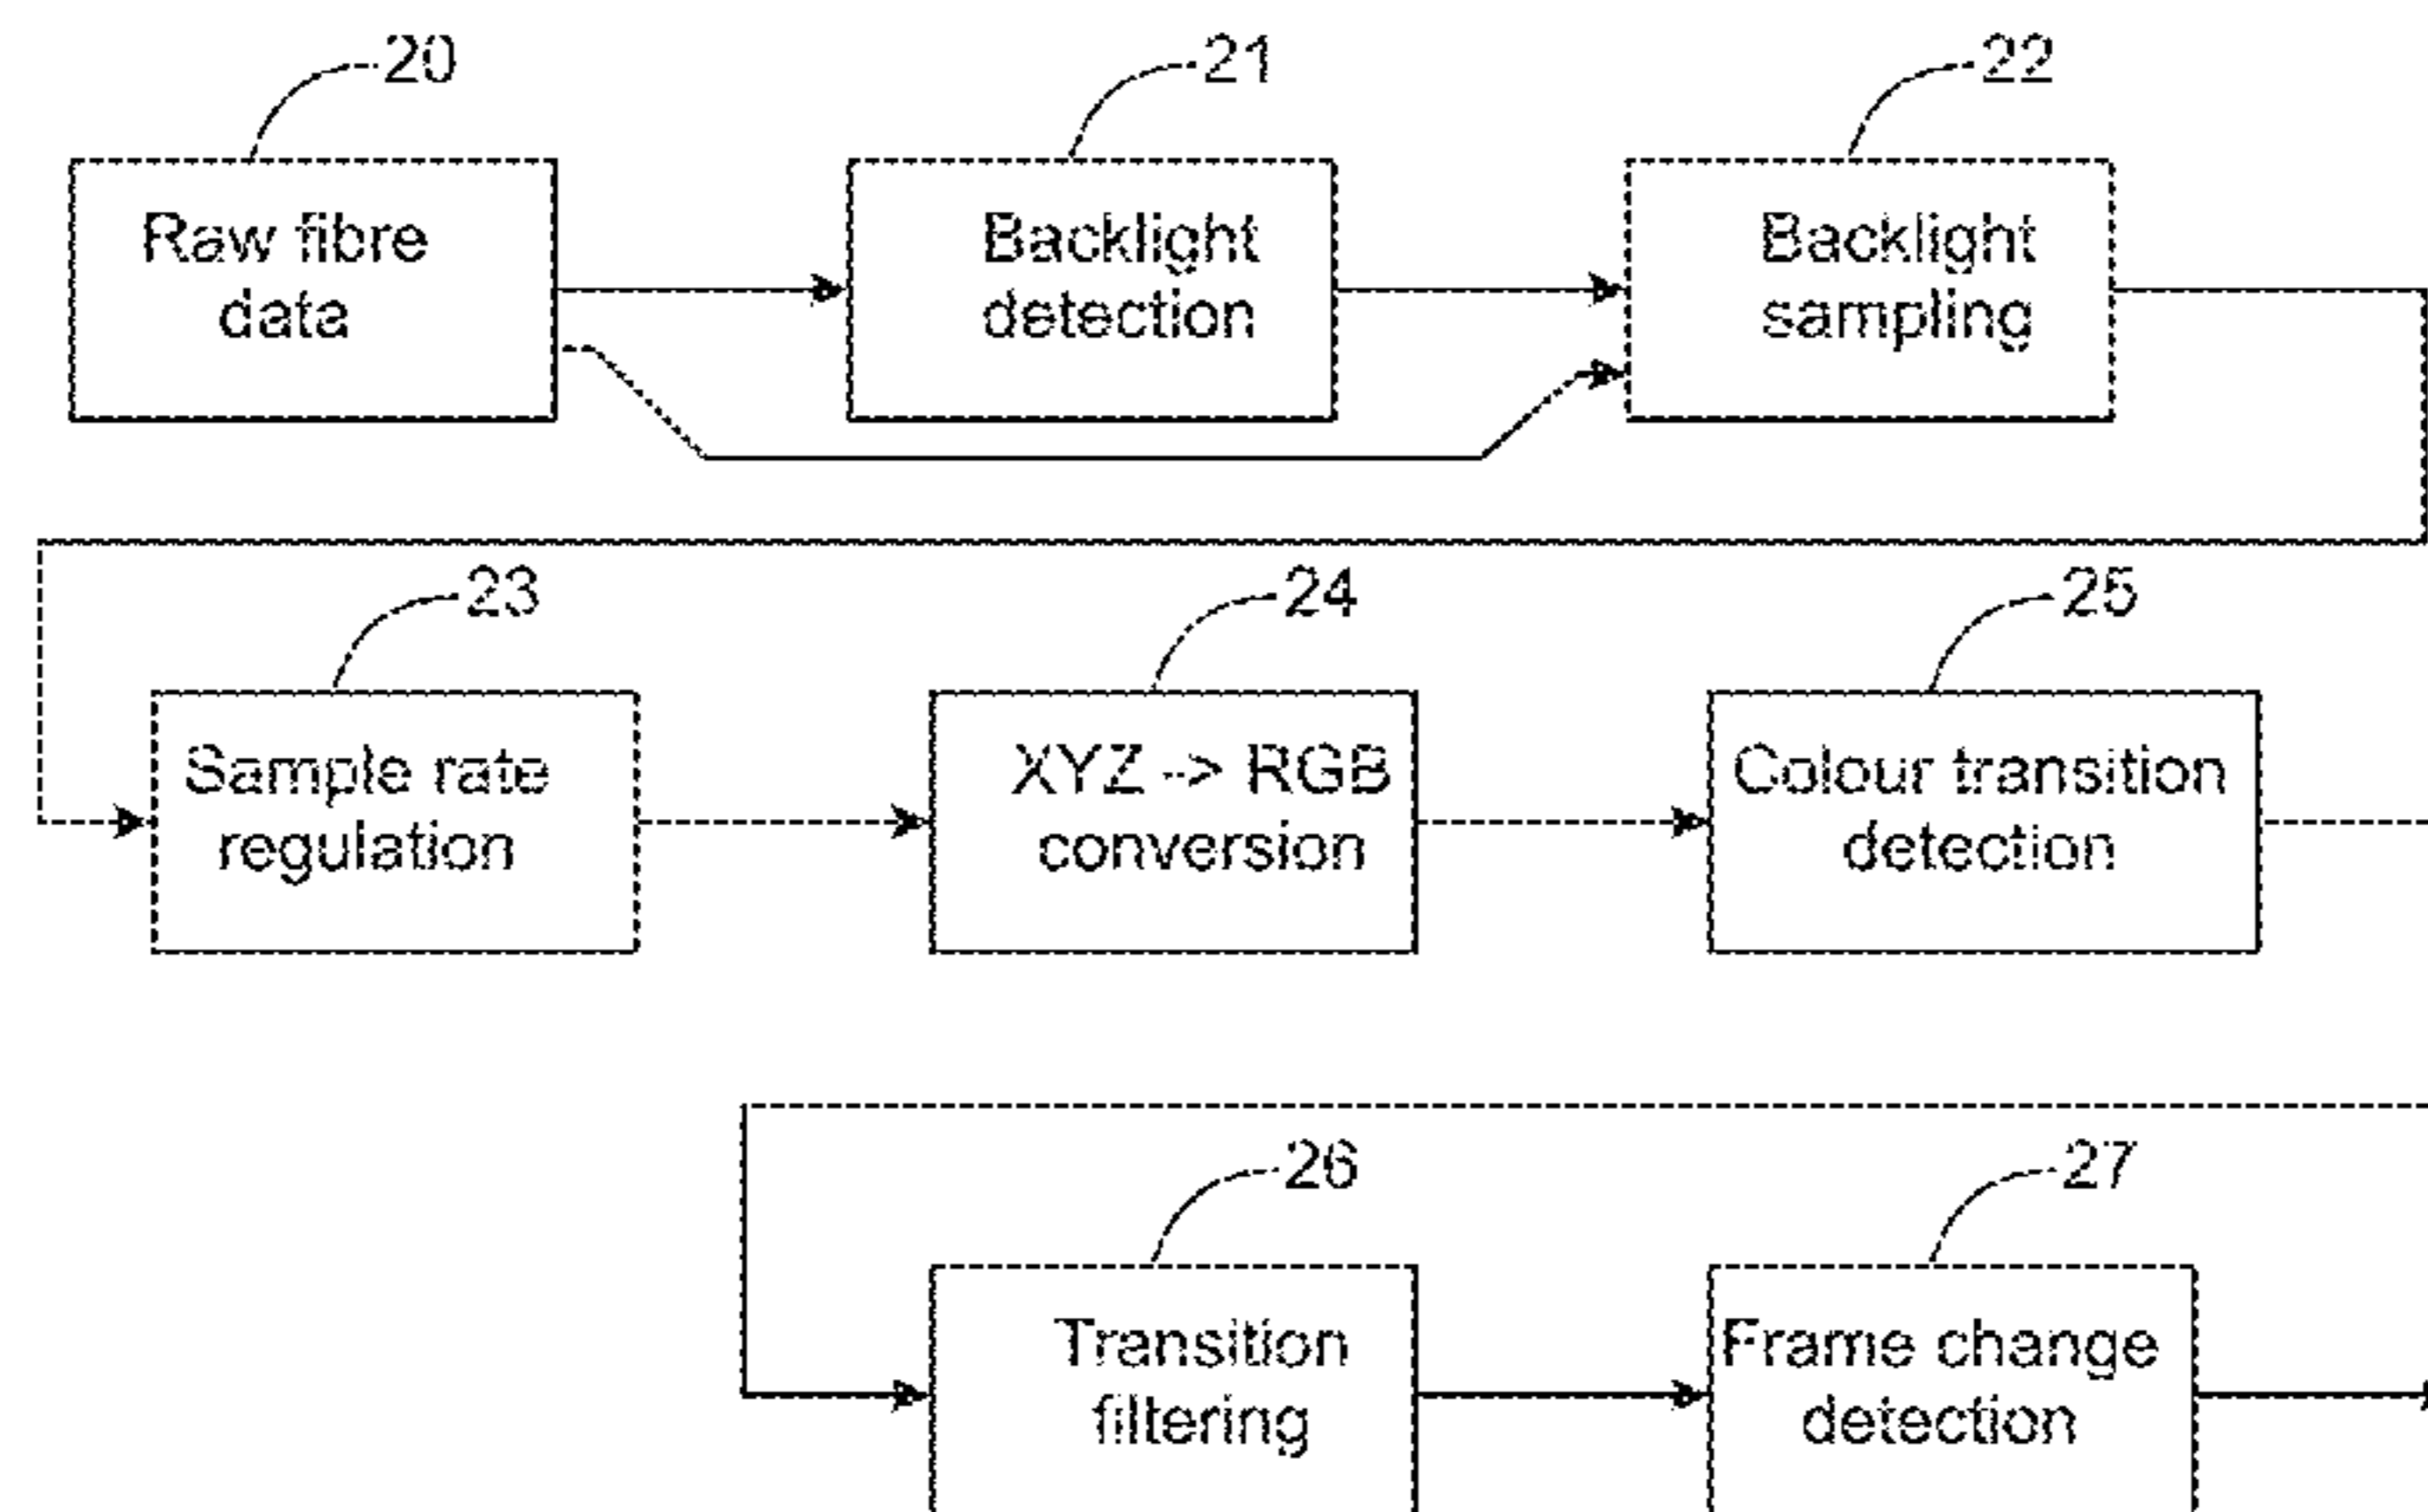 20
21
22
Raw fibre
data
Backlight
detection
Backlight
sampling
23
24
25
Sample rate
regulation
XYZ -> RGB
conversion
Colour transition
detection
26
27
Transition
filtering
Frame change
detection